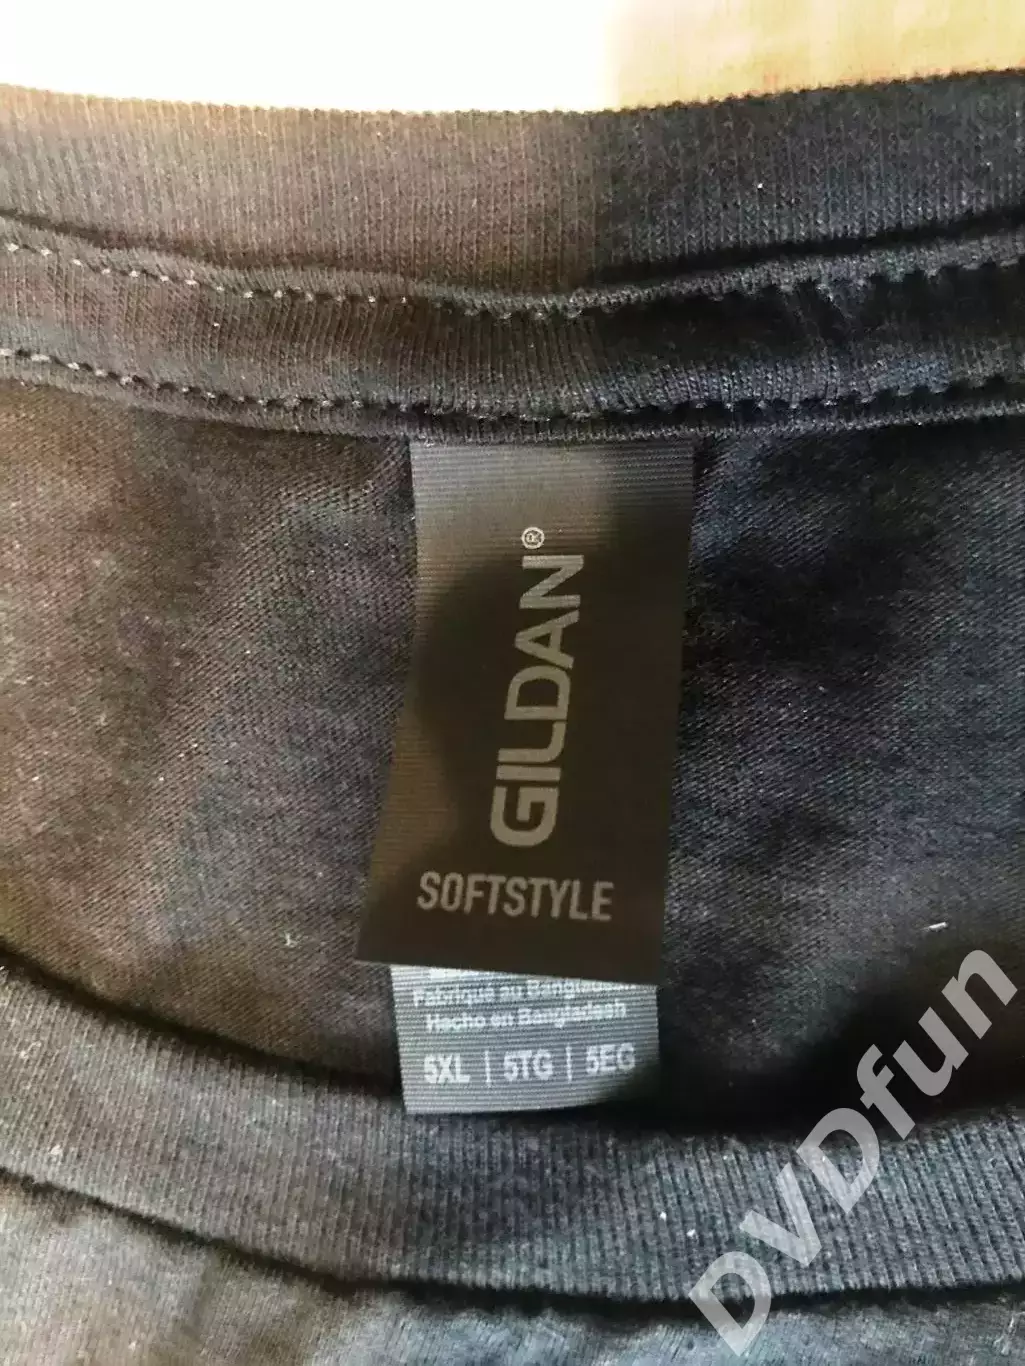 GILDAN®
SOFTSTYLE
Fabriqué au Bangladesh
Hecho en Bangladesh
5XL | 5TG | 5EG
DVDfun